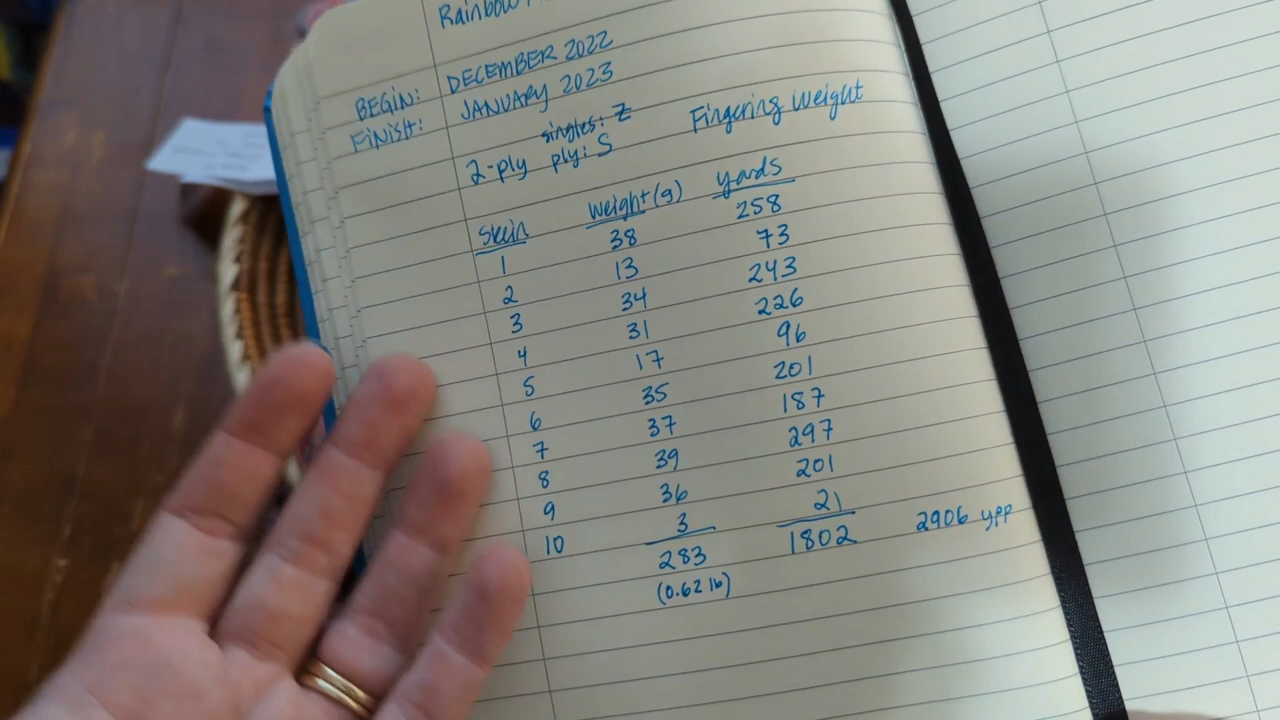 Rainbow
BEGIN: DECEMBER 2022
FINISH: JANUARY 2023
2-ply singles: Z
ply: S Fingering Weight
Skein Weight (g) yards
1 38 258
2 13 73
3 34 243
4 31 226
5 17 96
6 35 201
7 37 187
8 39 297
9 36 201
10 3 21
283 1802 2906 ypp
(0.62 lb)